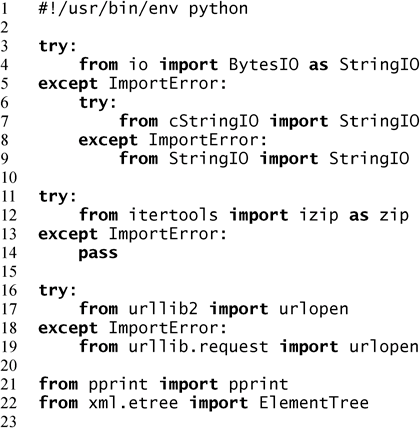 1 #!/usr/bin/env python
2
3 try:
4     from io import BytesIO as StringIO
5 except ImportError:
6     try:
7         from cStringIO import StringIO
8     except ImportError:
9         from StringIO import StringIO
10
11 try:
12     from itertools import izip as zip
13 except ImportError:
14     pass
15
16 try:
17     from urllib2 import urlopen
18 except ImportError:
19     from urllib.request import urlopen
20
21 from pprint import pprint
22 from xml.etree import ElementTree
23